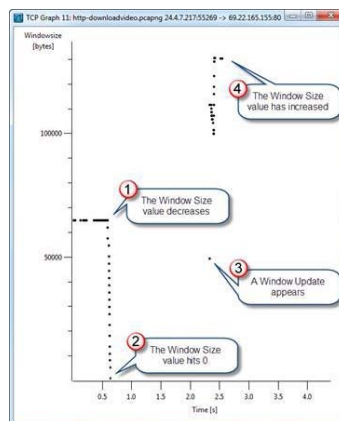 TCP Graph 11: http-downloadvideo.pcapng 24.4.7.217:55269 -> 69.22.165.155:80
Windowsize
[bytes]
4
The Window Size
value has increased
100000
1
The Window Size
value decreases
50000
3
A Window Update
appears
2
The Window Size
value hits 0
0.5 1.0 1.5 2.0 2.5 3.0 3.5 4.0
Time [s]